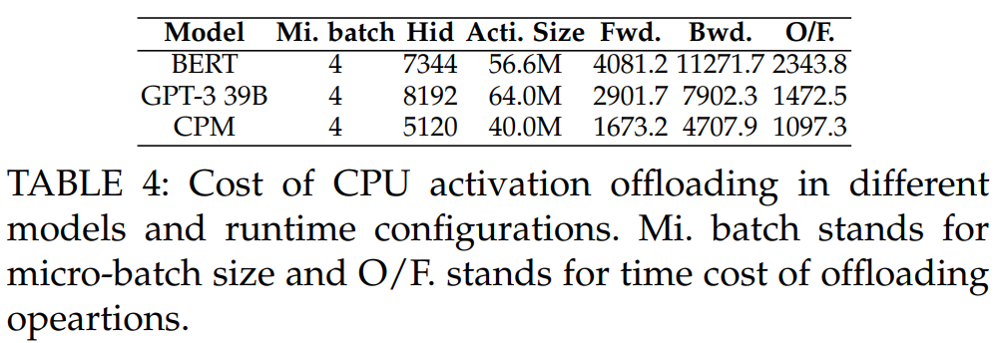 Model Mi. batch Hid Acti. Size Fwd. Bwd. O/F.
BERT 4 7344 56.6M 4081.2 11271.7 2343.8
GPT-3 39B 4 8192 64.0M 2901.7 7902.3 1472.5
CPM 4 5120 40.0M 1673.2 4707.9 1097.3
TABLE 4: Cost of CPU activation offloading in different
models and runtime configurations. Mi. batch stands for
micro-batch size and O/F. stands for time cost of offloading
opeartions.